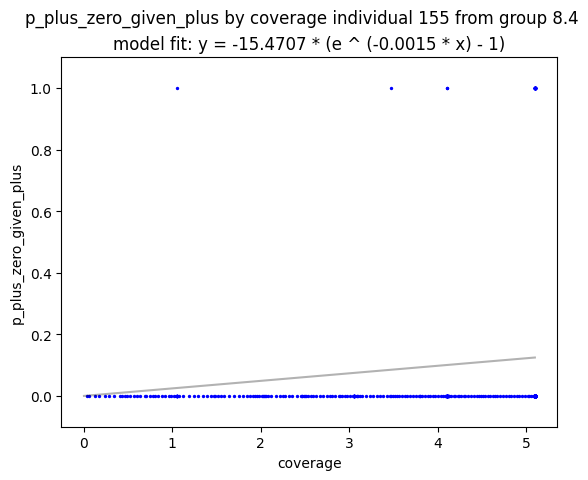 p_plus_zero_given_plus by coverage individual 155 from group 8.4
model fit: y = -15.4707 * (e ^ (-0.0015 * x) - 1)
1.0
0.8
0.6
0.4
0.2
0.0
p_plus_zero_given_plus
0 1 2 3 4 5
coverage